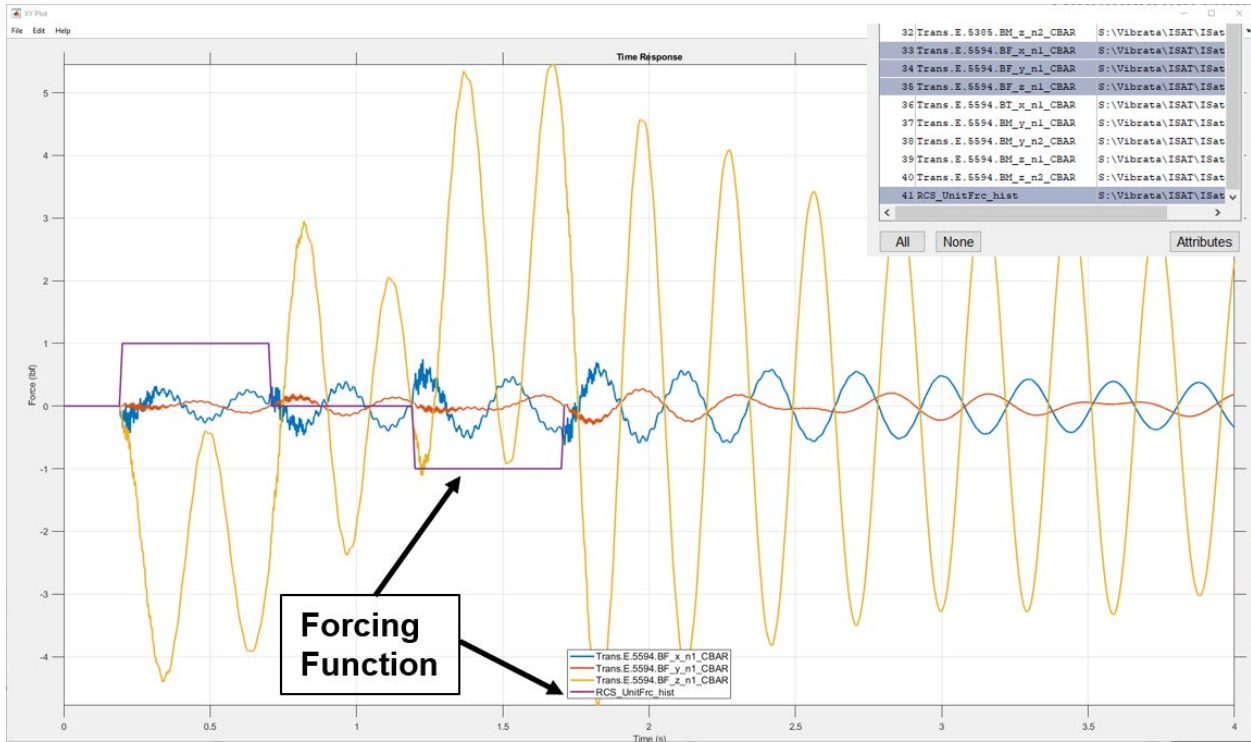 XY Plot
File Edit Help
Time Response
32 Trans.E.5385.BM_z_n2_CBAR S:\Vibrata\ISAT\ISat
33 Trans.E.5594.BF_x_n1_CBAR S:\Vibrata\ISAT\ISat
34 Trans.E.5594.BF_y_n1_CBAR S:\Vibrata\ISAT\ISat
35 Trans.E.5594.BF_z_n1_CBAR S:\Vibrata\ISAT\ISat
36 Trans.E.5594.BT_x_n1_CBAR S:\Vibrata\ISAT\ISat
37 Trans.E.5594.BM_y_n1_CBAR S:\Vibrata\ISAT\ISat
38 Trans.E.5594.BM_y_n2_CBAR S:\Vibrata\ISAT\ISat
39 Trans.E.5594.BM_z_n1_CBAR S:\Vibrata\ISAT\ISat
40 Trans.E.5594.BM_z_n2_CBAR S:\Vibrata\ISAT\ISat
41 RCS_UnitFrc_hist S:\Vibrata\ISAT\ISat
All None Attributes
5
4
3
2
1
0
-1
-2
-3
-4
Force (lbf)
Forcing
Function
Trans.E.5594.BF_x_n1_CBAR
Trans.E.5594.BF_y_n1_CBAR
Trans.E.5594.BF_z_n1_CBAR
RCS_UnitFrc_hist
0 0.5 1 1.5 2 2.5 3 3.5 4
Time (s)